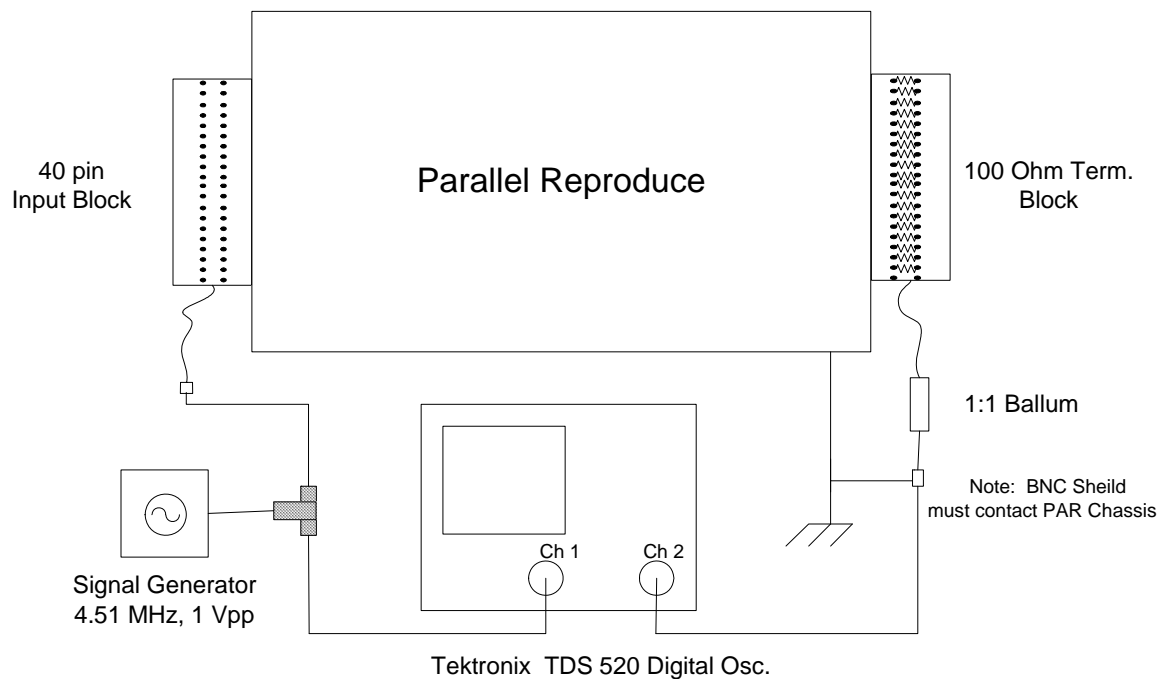 Parallel Reproduce
40 pin
Input Block
100 Ohm Term.
Block
1:1 Ballum
Note: BNC Sheild
must contact PAR Chassis
Ch 1
Ch 2
Signal Generator
4.51 MHz, 1 Vpp
Tektronix TDS 520 Digital Osc.